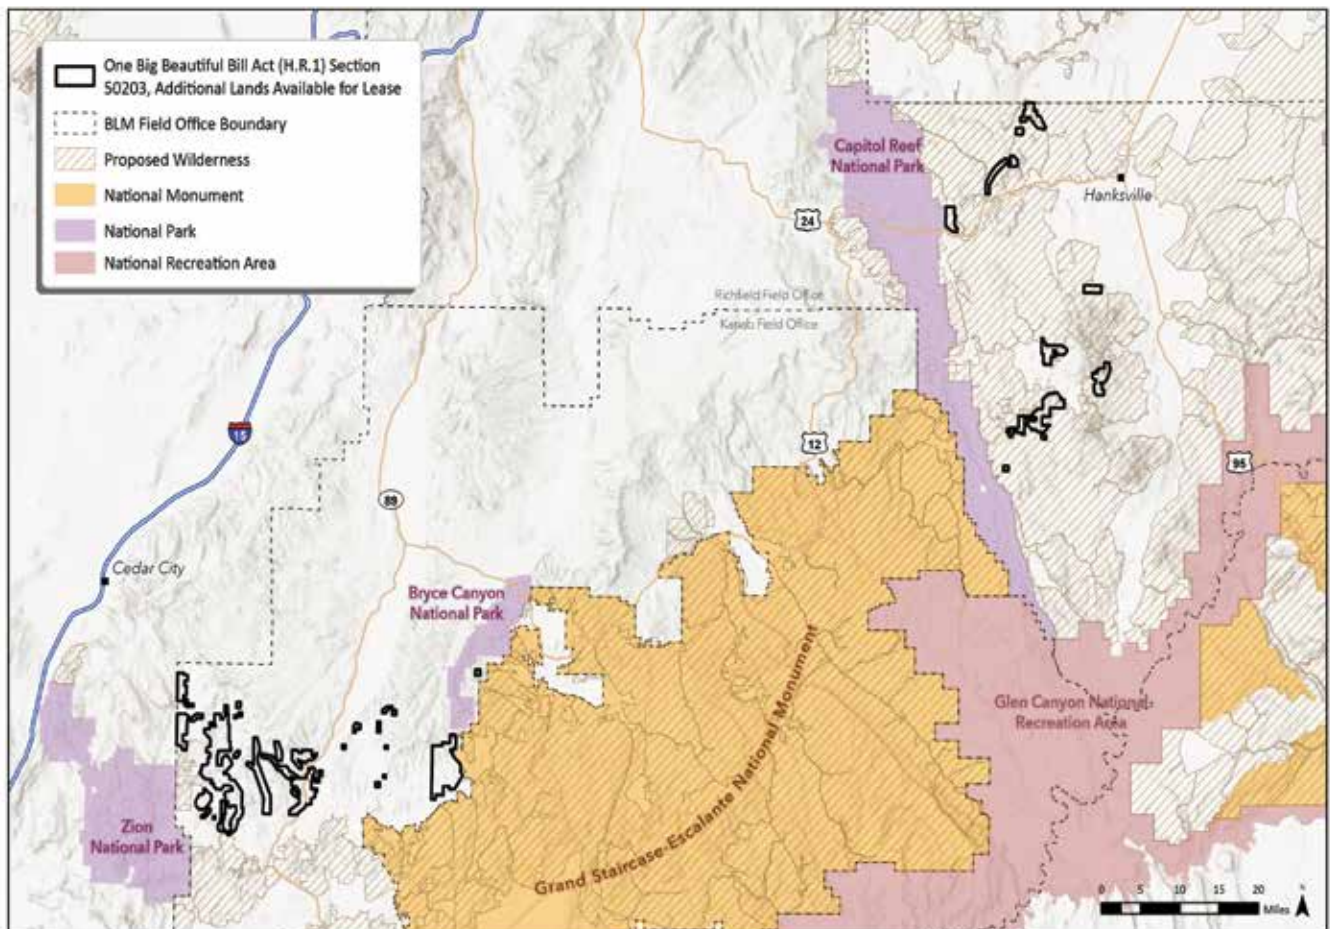 One Big Beautiful Bill Act (H.R.1) Section
50203, Additional Lands Available for Lease
BLM Field Office Boundary
Proposed Wilderness
National Monument
National Park
National Recreation Area
Capitol Reef
National Park
Hanksville
24
Richfield Field Office
Kanab Field Office
15
12
95
89
Cedar City
Bryce Canyon
National Park
Glen Canyon National
Recreation Area
Grand Staircase-Escalante National Monument
Zion
National Park
0 5 10 15 20
Miles
N